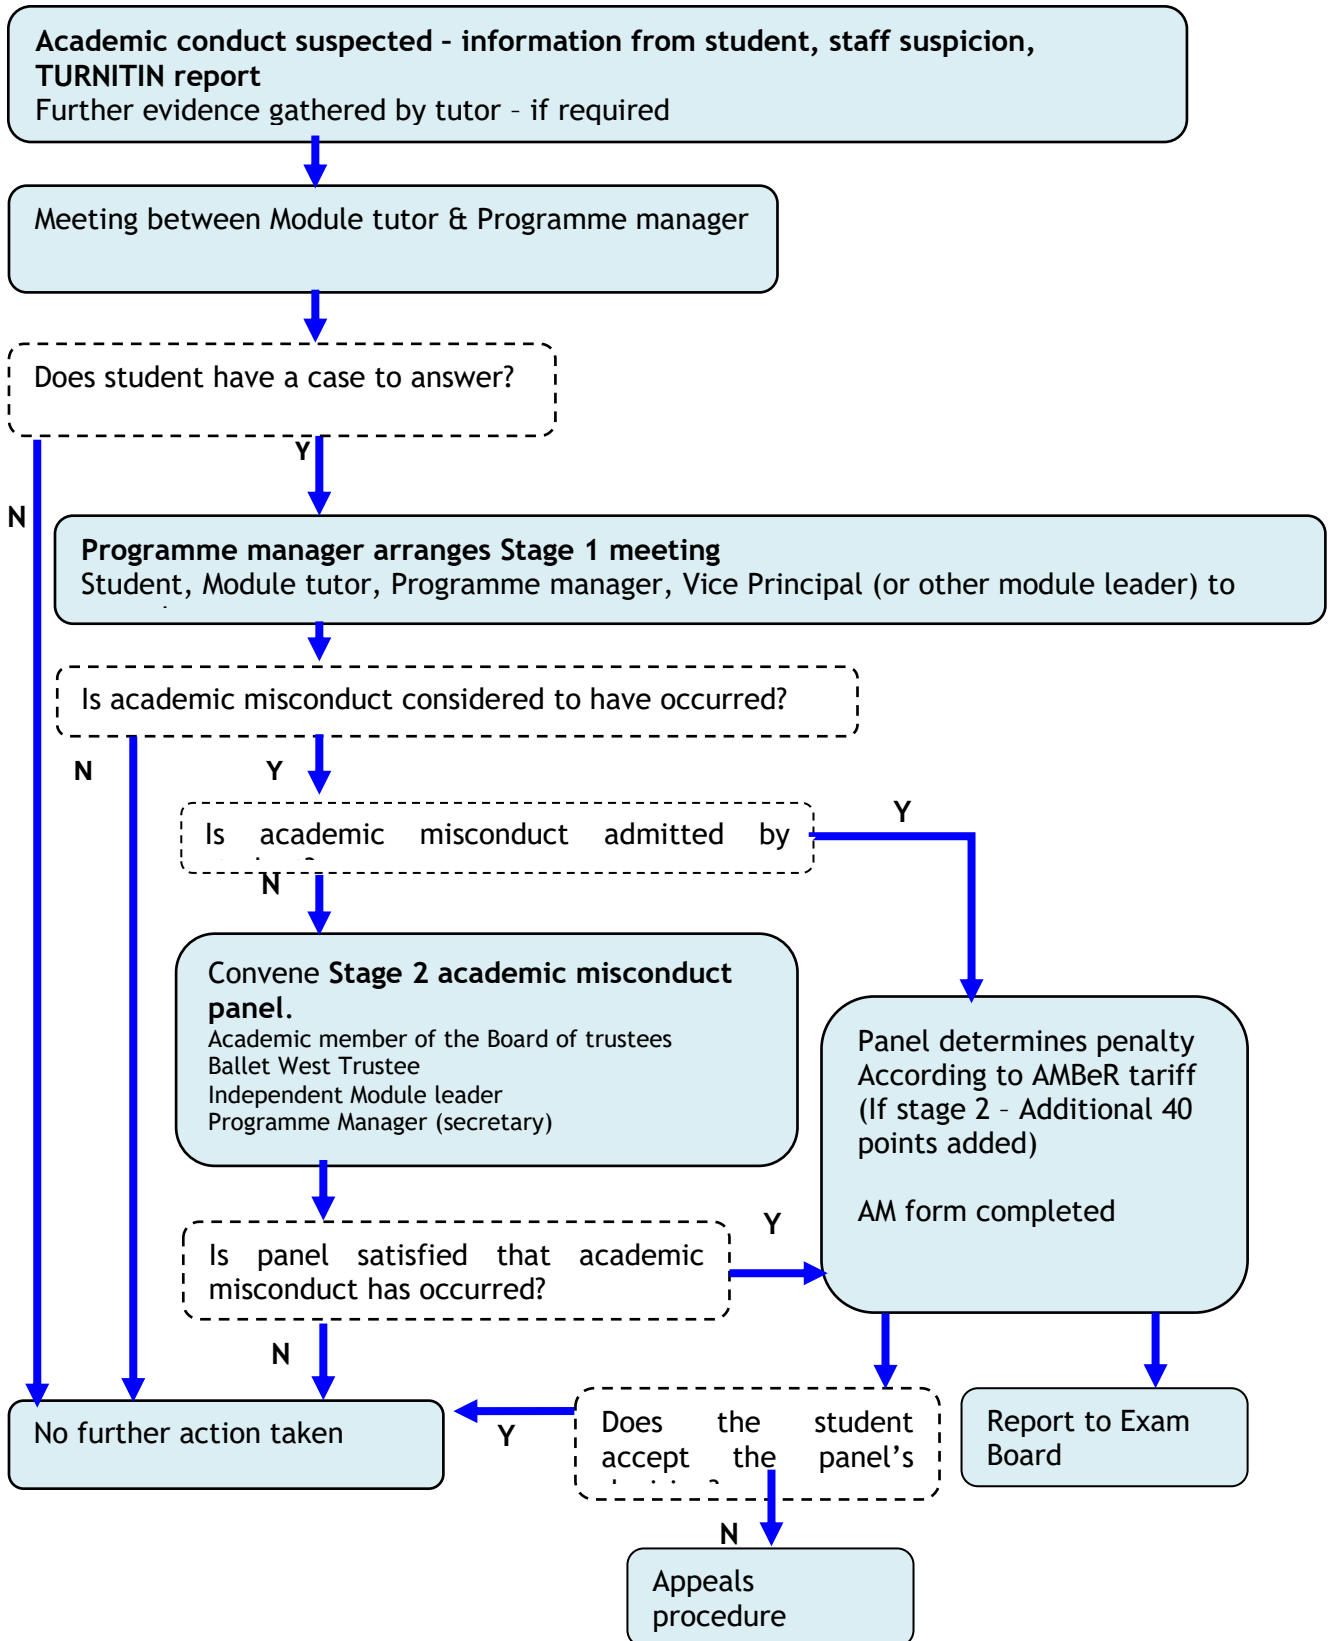 Academic conduct suspected – information from student, staff suspicion,
TURNITIN report
Further evidence gathered by tutor – if required
Meeting between Module tutor & Programme manager
Does student have a case to answer?
Y
N
Programme manager arranges Stage 1 meeting
Student, Module tutor, Programme manager, Vice Principal (or other module leader) to
Is academic misconduct considered to have occurred?
N
Y
Is academic misconduct admitted by
Y
N
Convene Stage 2 academic misconduct
panel.
Academic member of the Board of trustees
Ballet West Trustee
Independent Module leader
Programme Manager (secretary)
Panel determines penalty
According to AMBeR tariff
(If stage 2 – Additional 40
points added)
AM form completed
Is panel satisfied that academic
misconduct has occurred?
Y
N
No further action taken
Y
Does the student
accept the panel's
Report to Exam
Board
N
Appeals
procedure